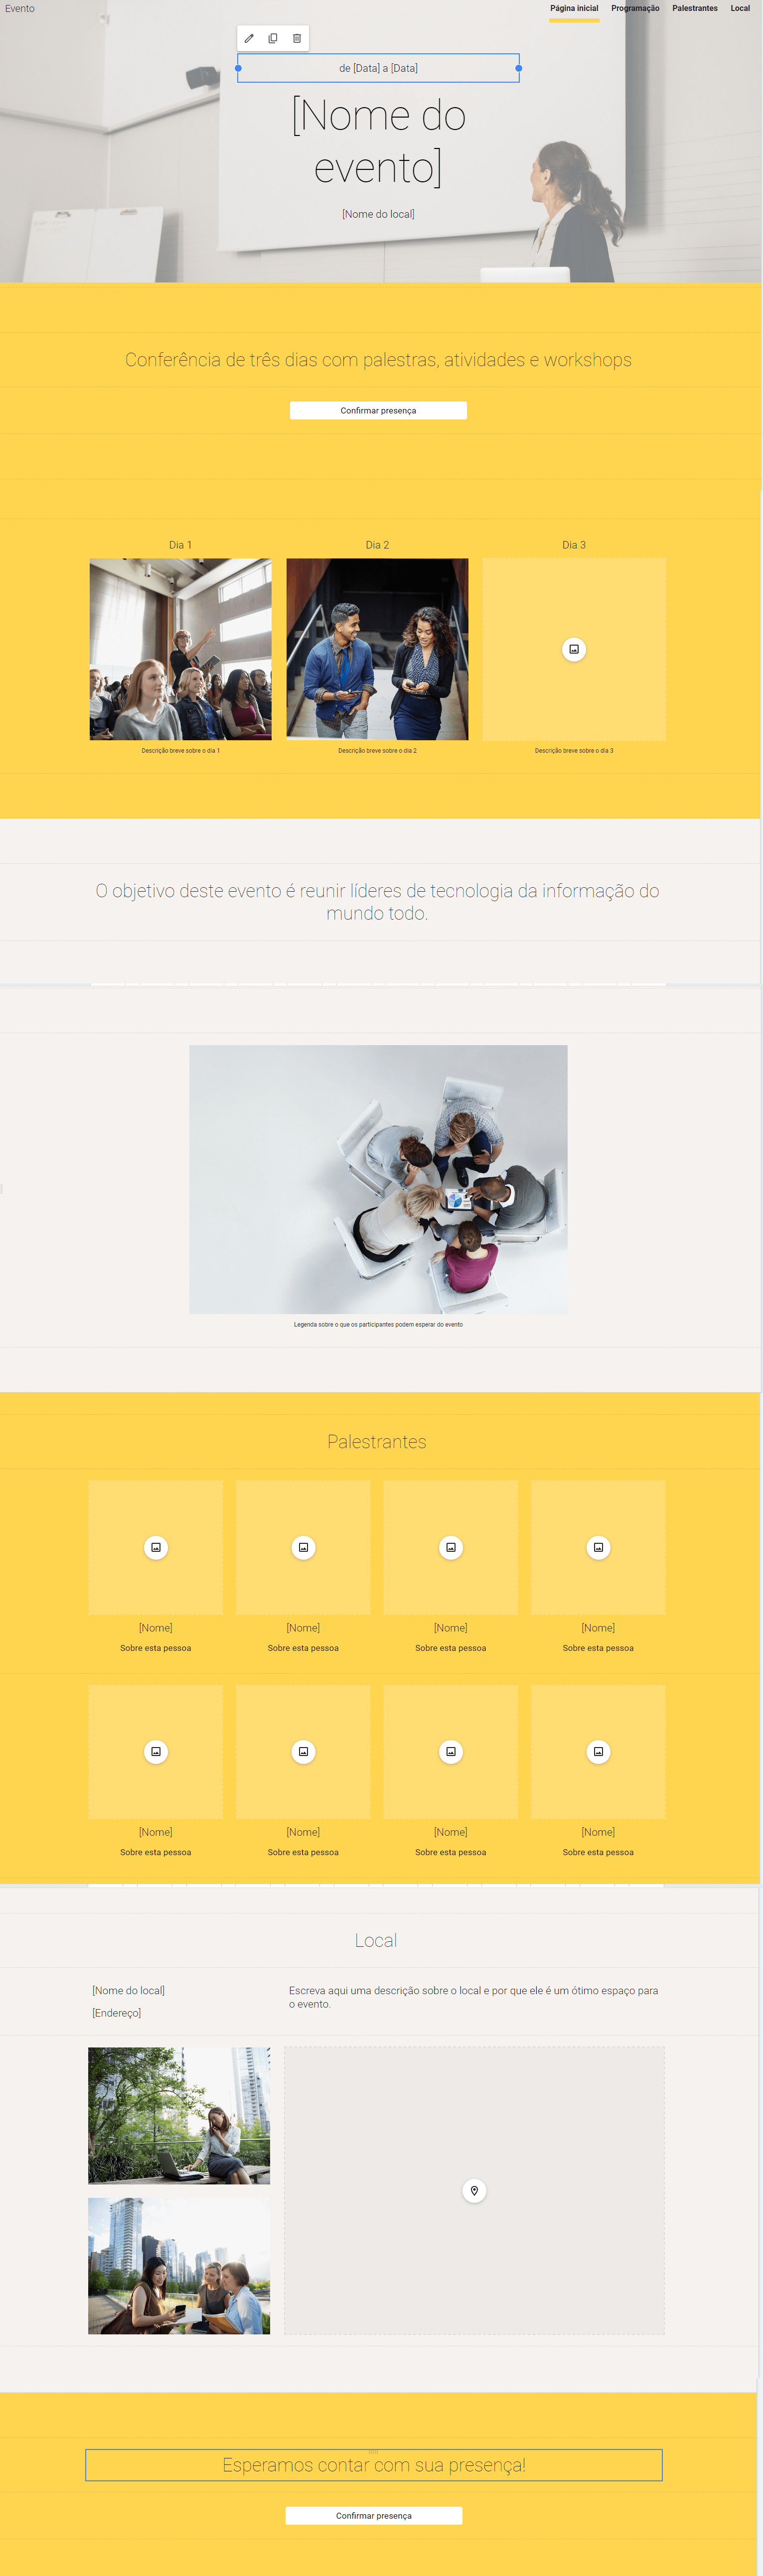 Evento
Página inicial Programação Palestrantes Local
de [Data] a [Data]
[Nome do
evento]
[Nome do local]
Conferência de três dias com palestras, atividades e workshops
Confirmar presença
Dia 1 Dia 2 Dia 3
Descrição breve sobre o dia 1 Descrição breve sobre o dia 2 Descrição breve sobre o dia 3
O objetivo deste evento é reunir líderes de tecnologia da informação do
mundo todo.
Legenda sobre o que os participantes podem esperar do evento
Palestrantes
[Nome] [Nome] [Nome] [Nome]
Sobre esta pessoa Sobre esta pessoa Sobre esta pessoa Sobre esta pessoa
[Nome] [Nome] [Nome] [Nome]
Sobre esta pessoa Sobre esta pessoa Sobre esta pessoa Sobre esta pessoa
Local
[Nome do local]
[Endereço]
Escreva aqui uma descrição sobre o local e por que ele é um ótimo espaço para
o evento.
Esperamos contar com sua presença!
Confirmar presença